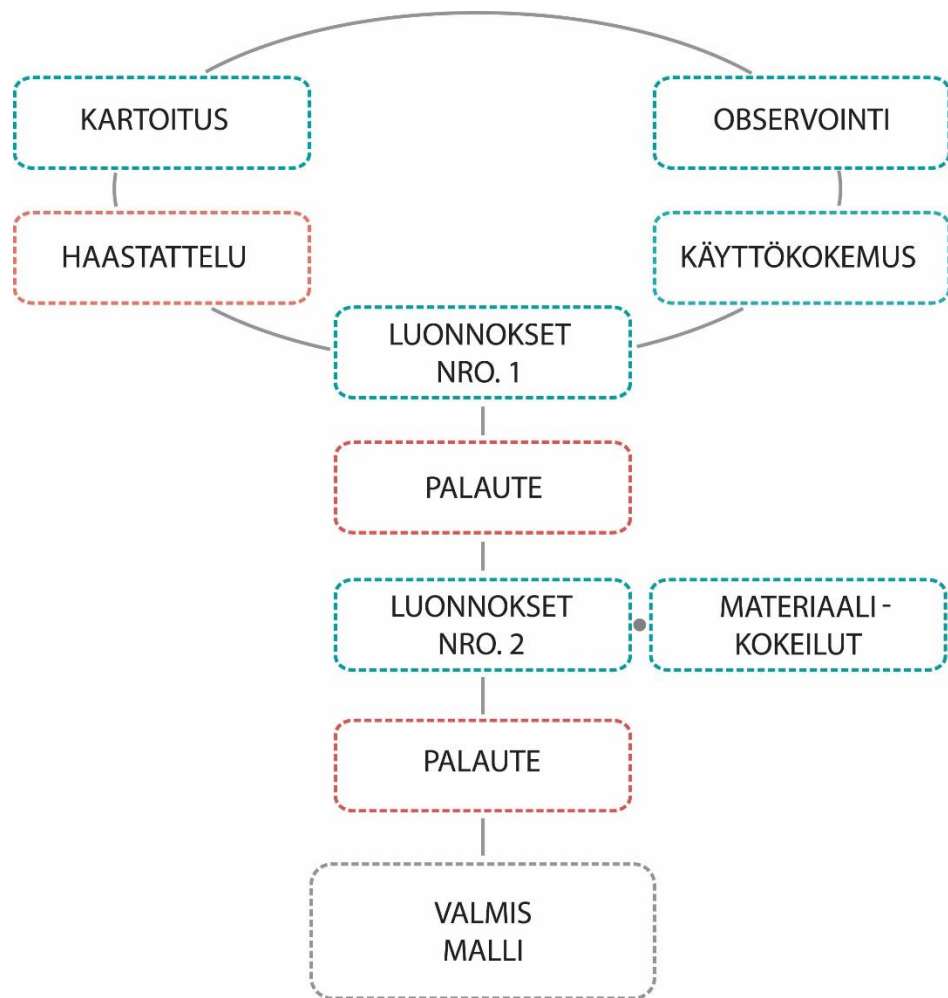 KARTOITUS
OBSERVOINTI
HAASTATTELU
KÄYTTÖKOKEMUS
LUONNOKSET
NRO. 1
PALAUTE
LUONNOKSET
NRO. 2
MATERIAALI-
KOKEILUT
PALAUTE
VALMIS
MALLI